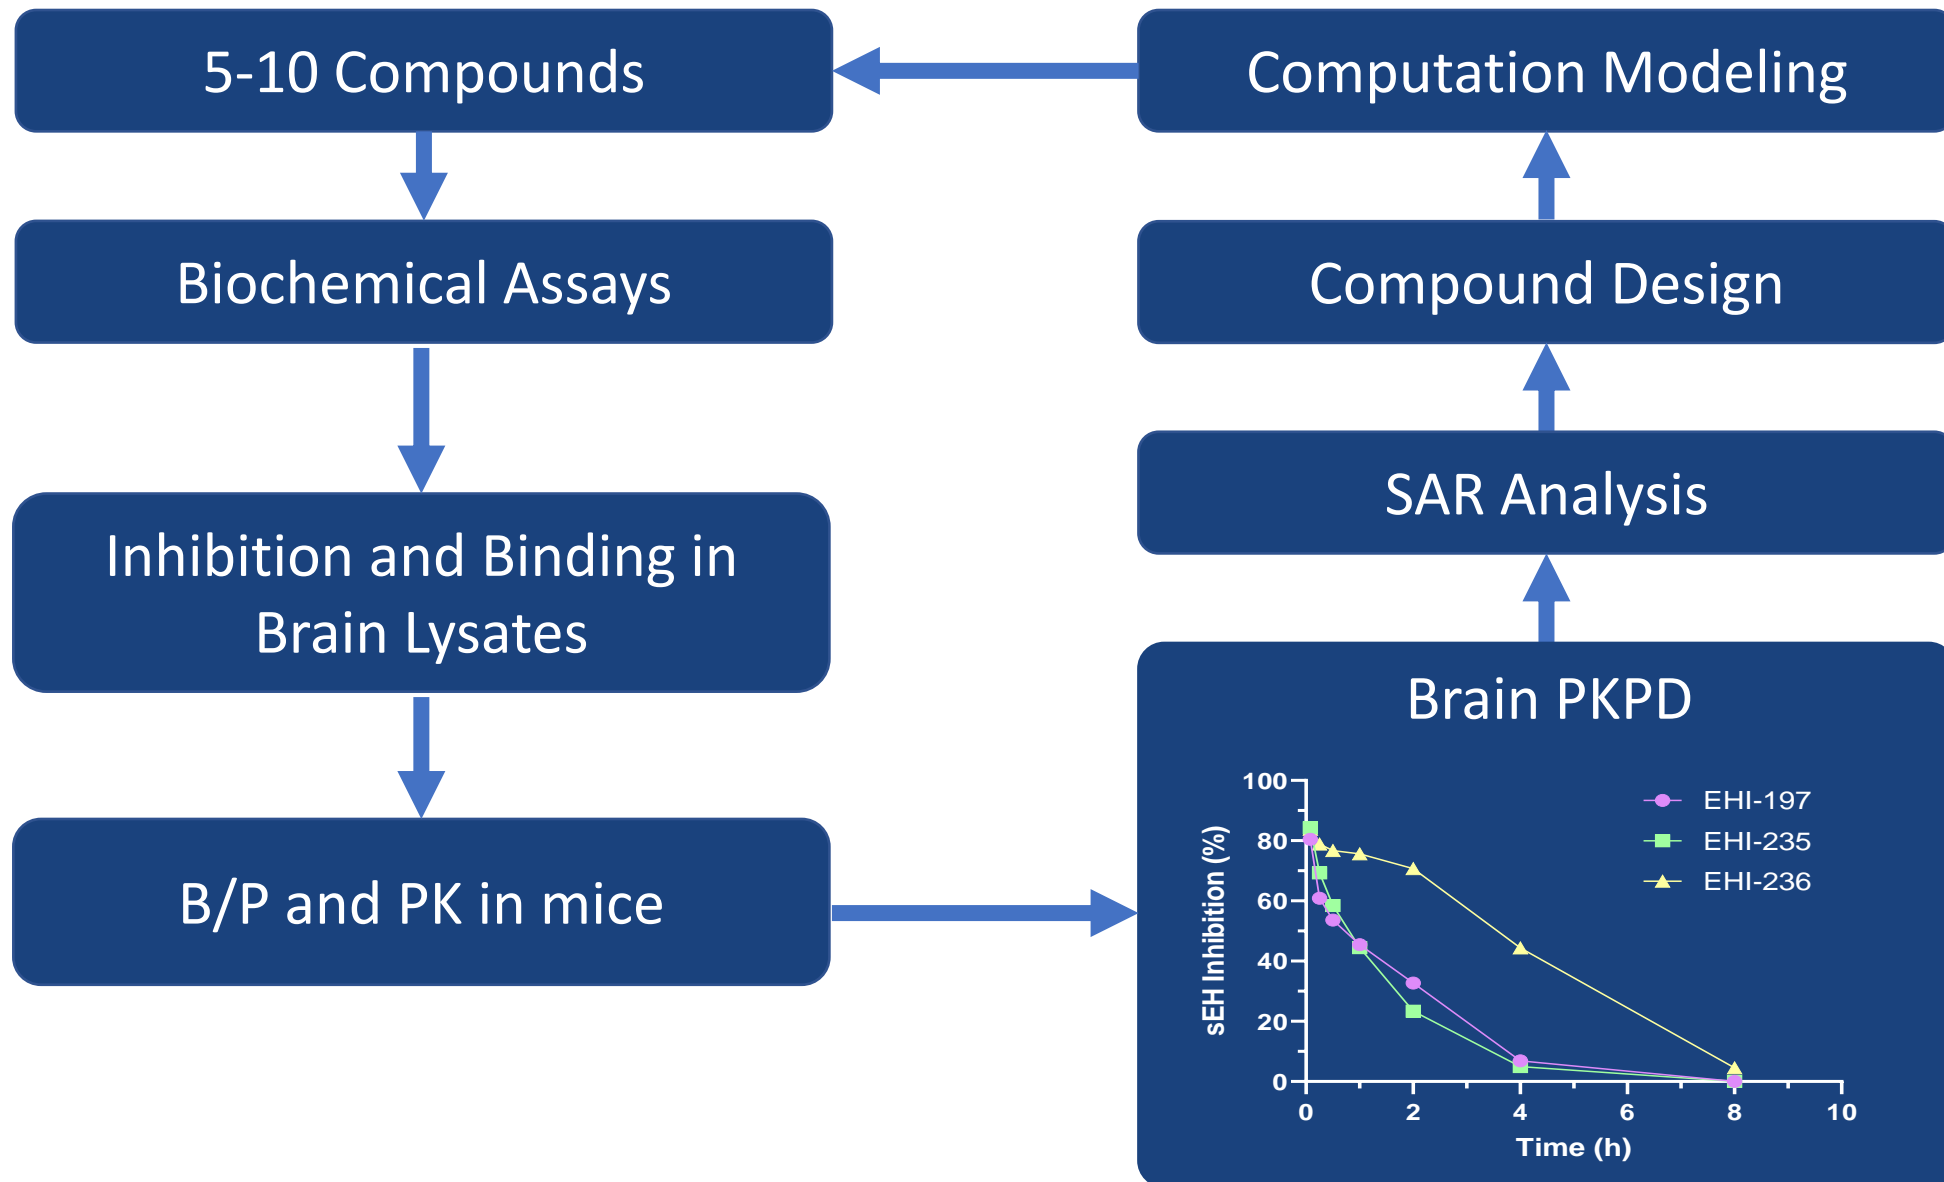 5-10 Compounds
Computation Modeling
Biochemical Assays
Compound Design
Inhibition and Binding in
Brain Lysates
SAR Analysis
B/P and PK in mice
Brain PKPD
100
80
60
40
20
0
sEH Inhibition (%)
EHI-197
EHI-235
EHI-236
0 2 4 6 8 10
Time (h)